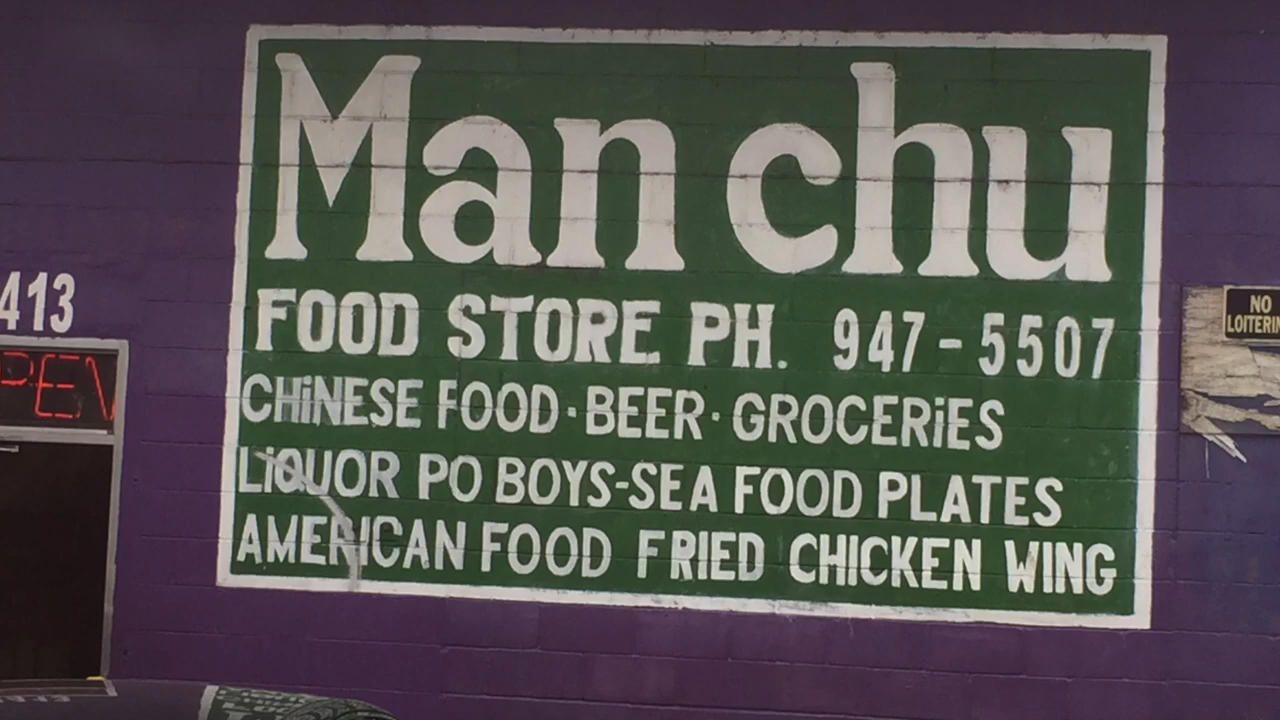 Man chu
FOOD STORE PH. 947-5507
CHiNESE FOOD · BEER · GROCERiES
LiQUOR PO BOYS-SEA FOOD PLATES
AMERICAN FOOD FRIED CHICKEN WING
413
PEN
NO
LOITERIN